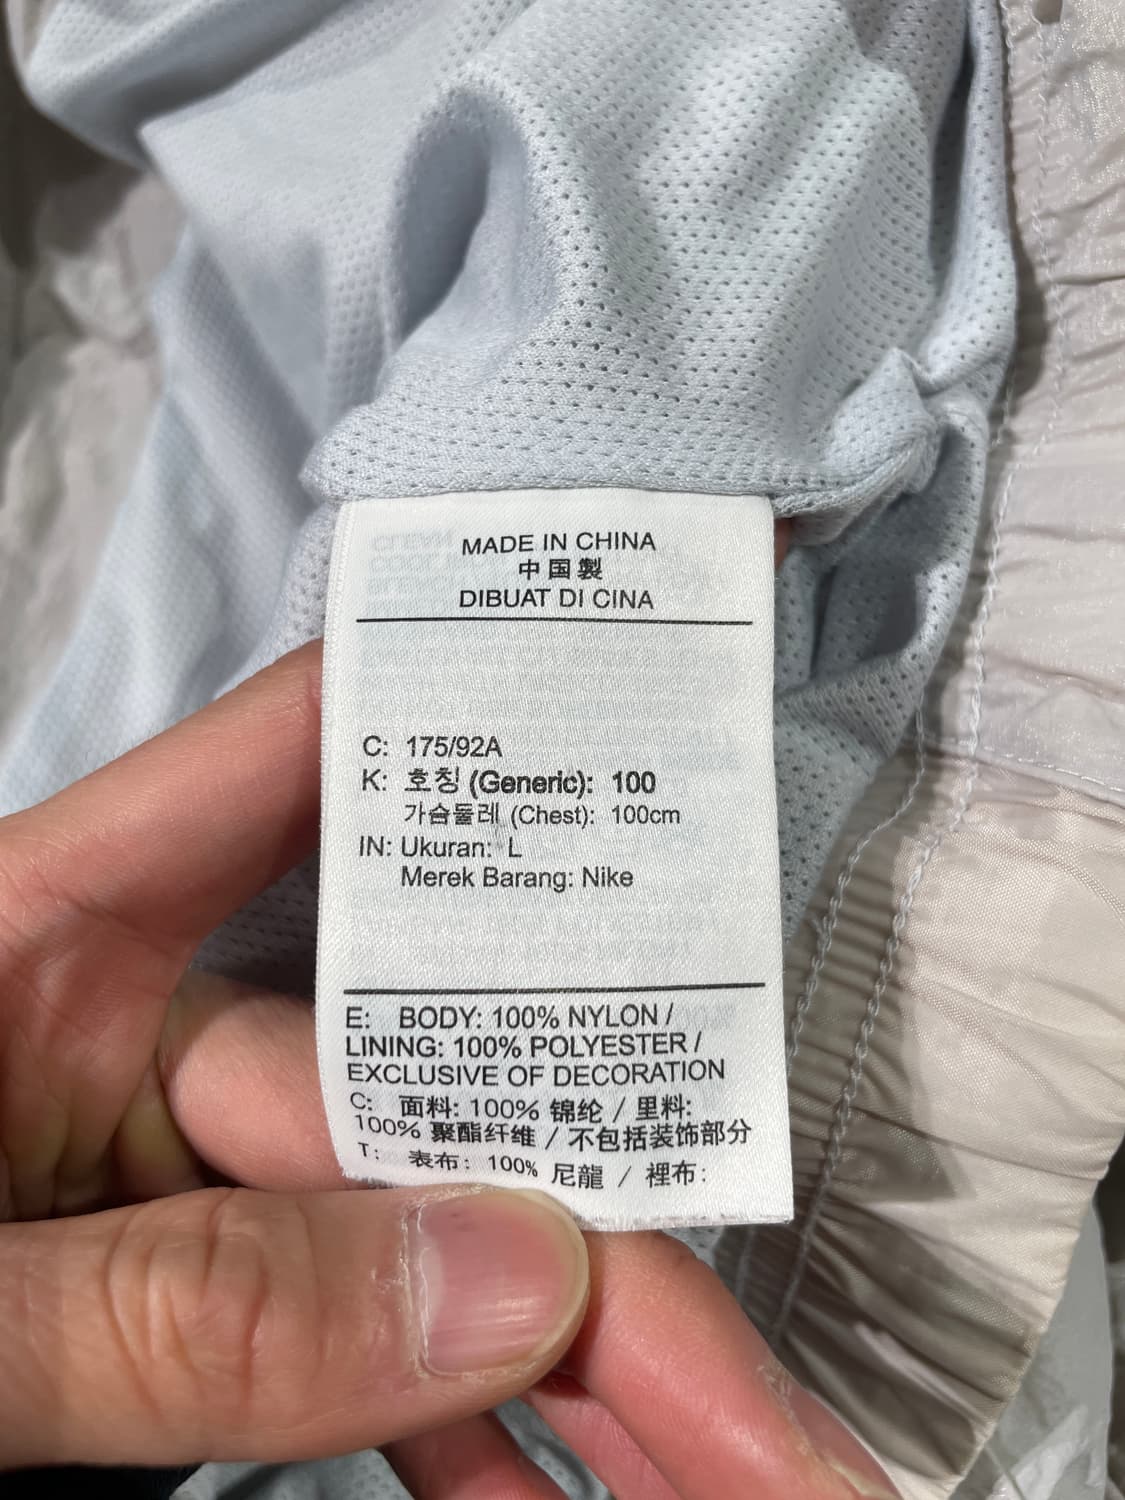 MADE IN CHINA
中国製
DIBUAT DI CINA
C: 175/92A
K: 호칭 (Generic): 100
가슴둘레 (Chest): 100cm
IN: Ukuran: L
Merek Barang: Nike
E: BODY: 100% NYLON /
LINING: 100% POLYESTER /
EXCLUSIVE OF DECORATION
C: 面料: 100% 锦纶 / 里料:
100% 聚酯纤维 / 不包括装饰部分
T: 表布: 100% 尼龍 / 裡布: